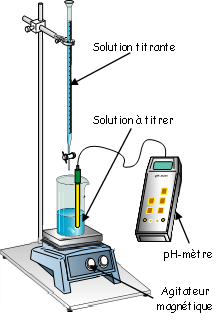 Solution titrante
Solution à titrer
pH-mètre
Agitateur
magnétique